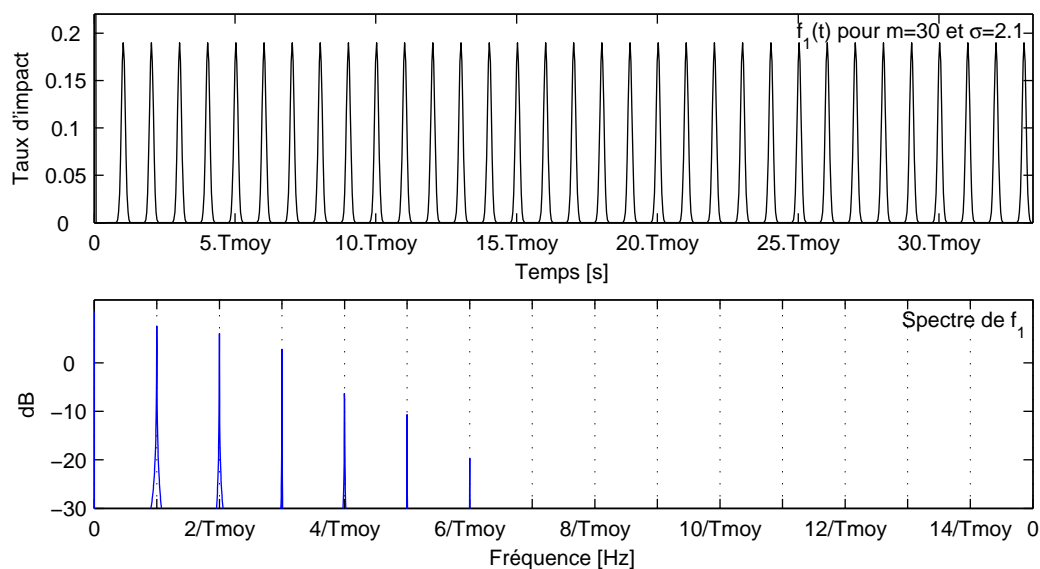 f₁(t) pour m=30 et σ=2.1
0.2
0.15
0.1
0.05
0
Taux d'impact
0 5.Tmoy 10.Tmoy 15.Tmoy 20.Tmoy 25.Tmoy 30.Tmoy
Temps [s]
Spectre de f₁
0
−10
−20
−30
dB
0 2/Tmoy 4/Tmoy 6/Tmoy 8/Tmoy 10/Tmoy 12/Tmoy 14/Tmoy 0
Fréquence [Hz]